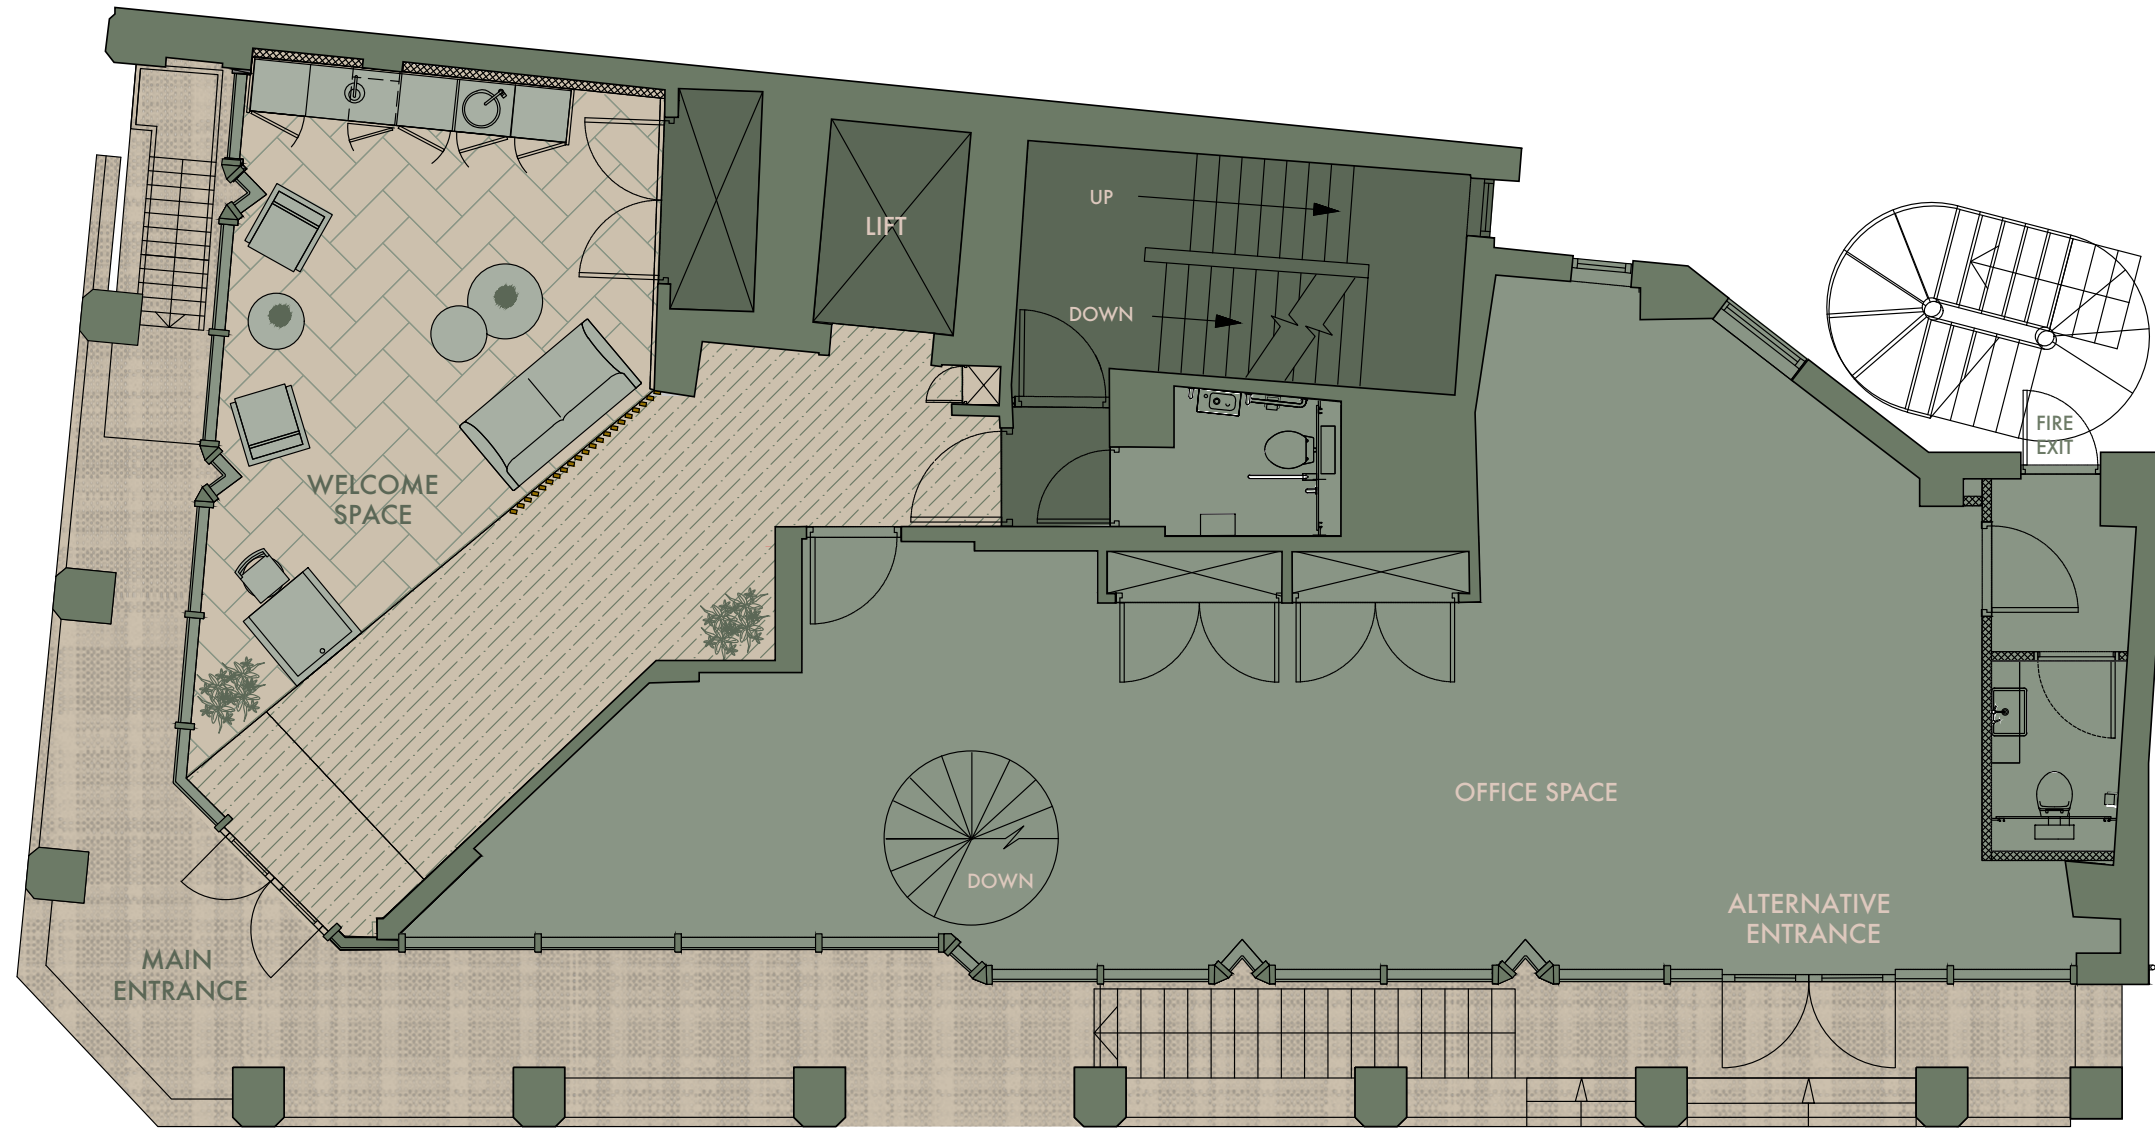 UP
LIFT
DOWN
FIRE
EXIT
WELCOME
SPACE
OFFICE SPACE
DOWN
ALTERNATIVE
ENTRANCE
MAIN
ENTRANCE